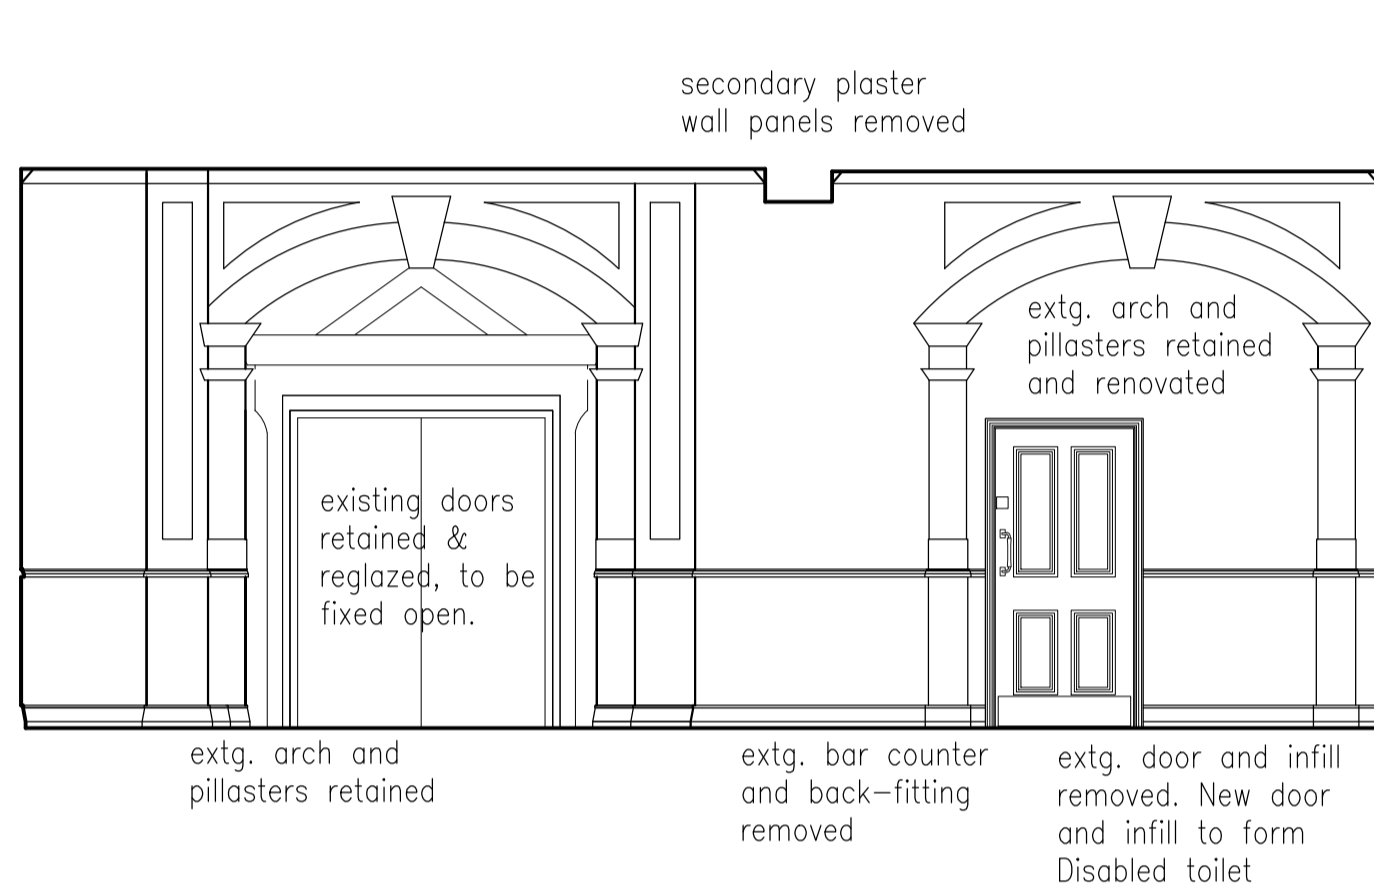 secondary plaster
wall panels removed
extg. arch and
pillasters retained
and renovated
existing doors
retained &
reglazed, to be
fixed open.
extg. arch and
pillasters retained
extg. bar counter
and back-fitting
removed
extg. door and infill
removed. New door
and infill to form
Disabled toilet